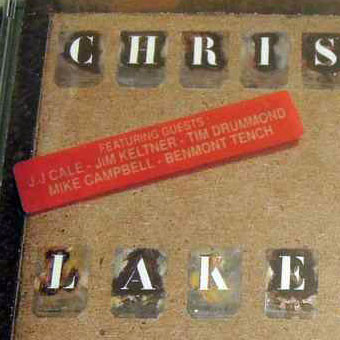 CHRIS
FEATURING GUESTS
J.J CALE - JIM KELTNER - TIM DRUMMOND
MIKE CAMPBELL - BENMONT TENCH
LAKE